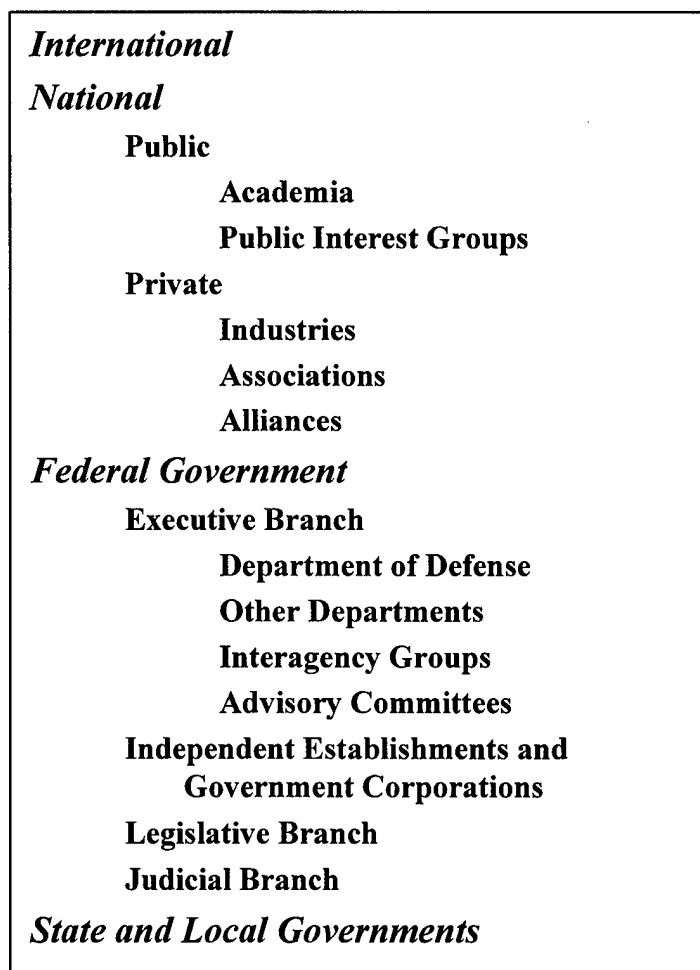 International
National
Public
Academia
Public Interest Groups
Private
Industries
Associations
Alliances
Federal Government
Executive Branch
Department of Defense
Other Departments
Interagency Groups
Advisory Committees
Independent Establishments and
Government Corporations
Legislative Branch
Judicial Branch
State and Local Governments